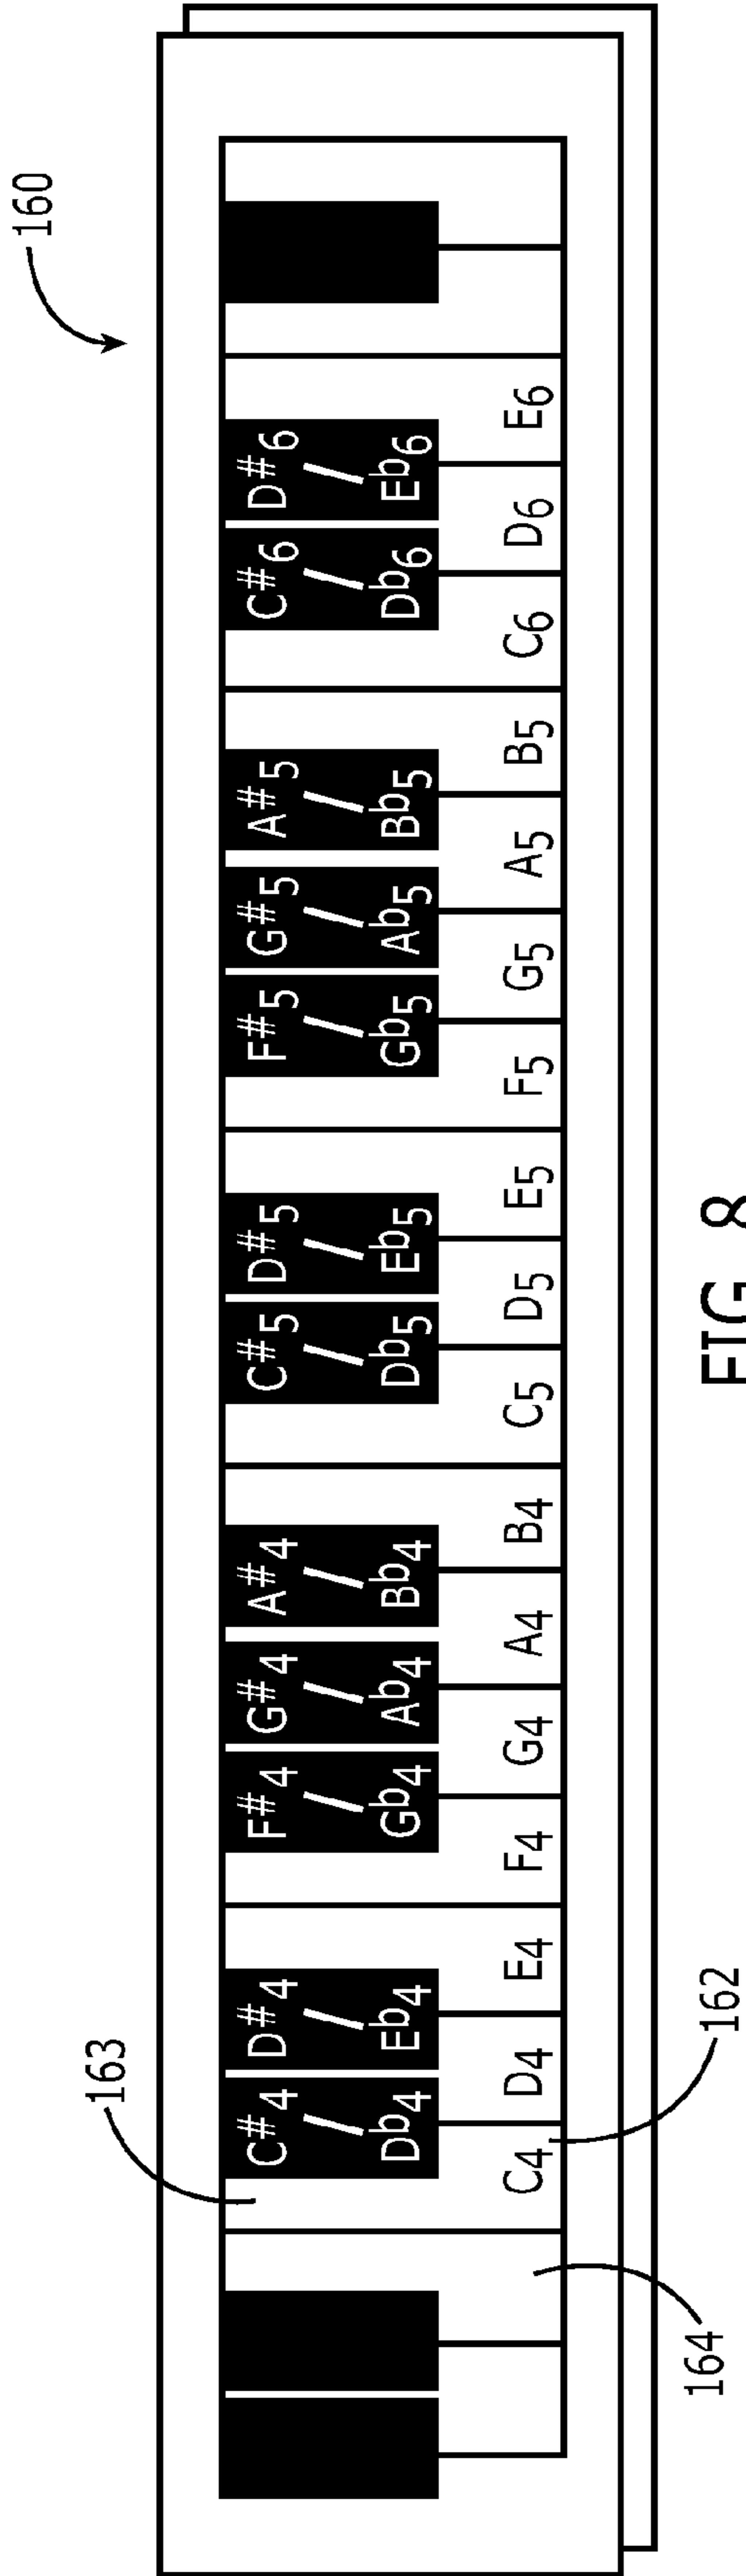 160
163
C#4 / Db4
D#4 / Eb4
F#4 / Gb4
G#4 / Ab4
A#4 / Bb4
C#5 / Db5
D#5 / Eb5
F#5 / Gb5
G#5 / Ab5
A#5 / Bb5
C#6 / Db6
D#6 / Eb6
C4 D4 E4 F4 G4 A4 B4 C5 D5 E5 F5 G5 A5 B5 C6 D6 E6
164
162
FIG 8